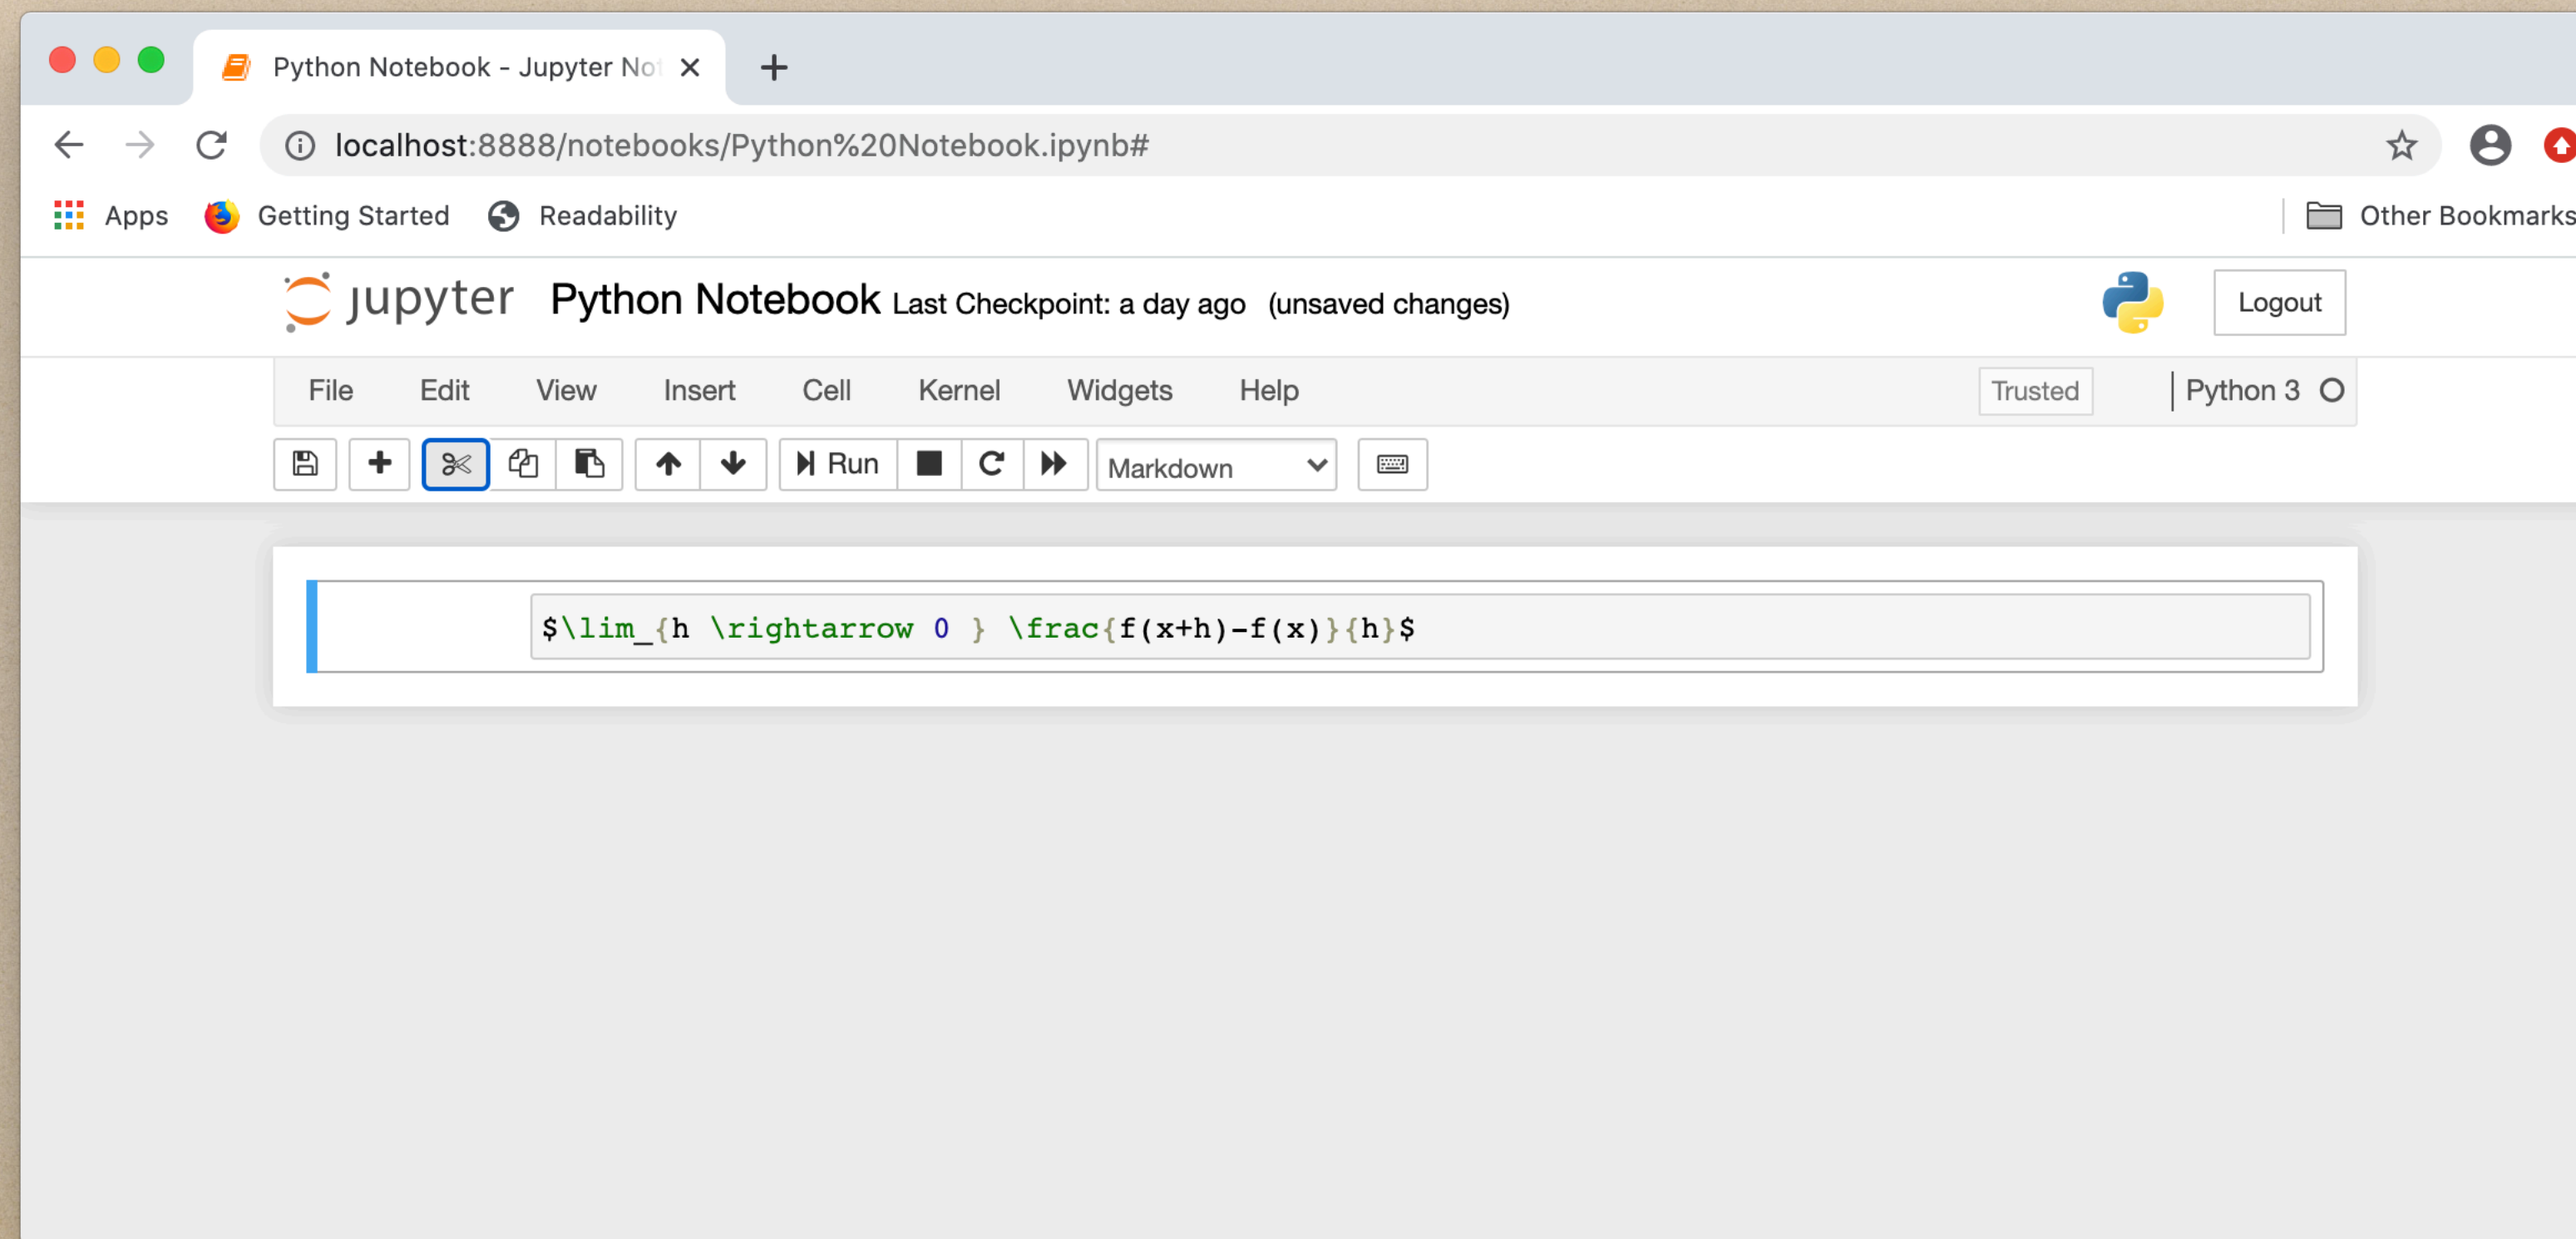 Python Notebook - Jupyter Not
localhost:8888/notebooks/Python%20Notebook.ipynb#
Apps Getting Started Readability Other Bookmarks
jupyter Python Notebook Last Checkpoint: a day ago (unsaved changes) Logout
File Edit View Insert Cell Kernel Widgets Help Trusted Python 3
Run Markdown
$\lim_{h \rightarrow 0 } \frac{f(x+h)-f(x)}{h}$